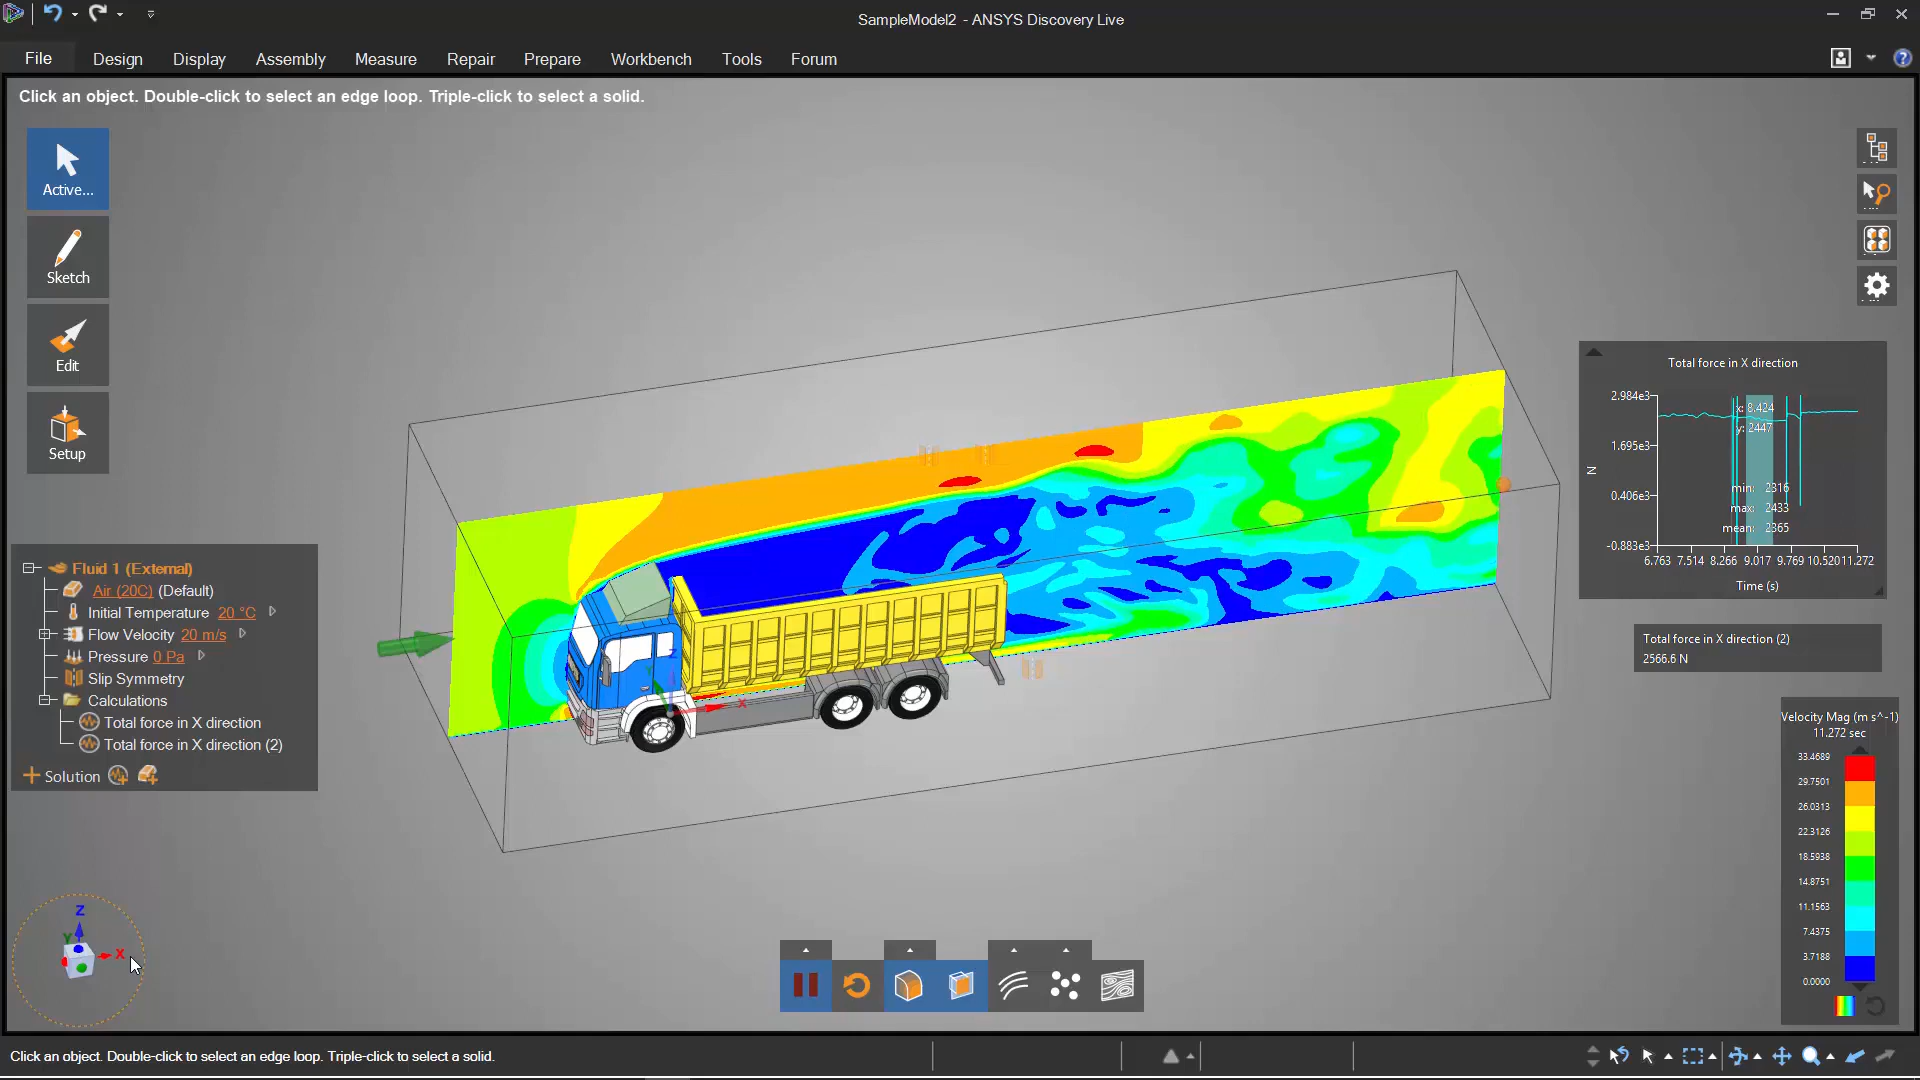 SampleModel2 - ANSYS Discovery Live
File Design Display Assembly Measure Repair Prepare Workbench Tools Forum
Click an object. Double-click to select an edge loop. Triple-click to select a solid.
Active...
Sketch
Edit
Setup
Fluid 1 (External)
Air (20C) (Default)
Initial Temperature 20 °C
Flow Velocity 20 m/s
Pressure 0 Pa
Slip Symmetry
Calculations
Total force in X direction
Total force in X direction (2)
Solution
Z
Y
X
Z
Y
X
Total force in X direction
2.984e3
1.695e3
0.406e3
-0.883e3
N
x: 8.424
y: 2447
min: 2316
max: 2433
mean: 2365
6.763 7.514 8.266 9.017 9.769 10.520 11.272
Time (s)
Total force in X direction (2)
2566.6 N
Velocity Mag (m s^-1)
11.272 sec
33.4689
29.7501
26.0313
22.3126
18.5938
14.8751
11.1563
7.4375
3.7188
0.0000
Click an object. Double-click to select an edge loop. Triple-click to select a solid.